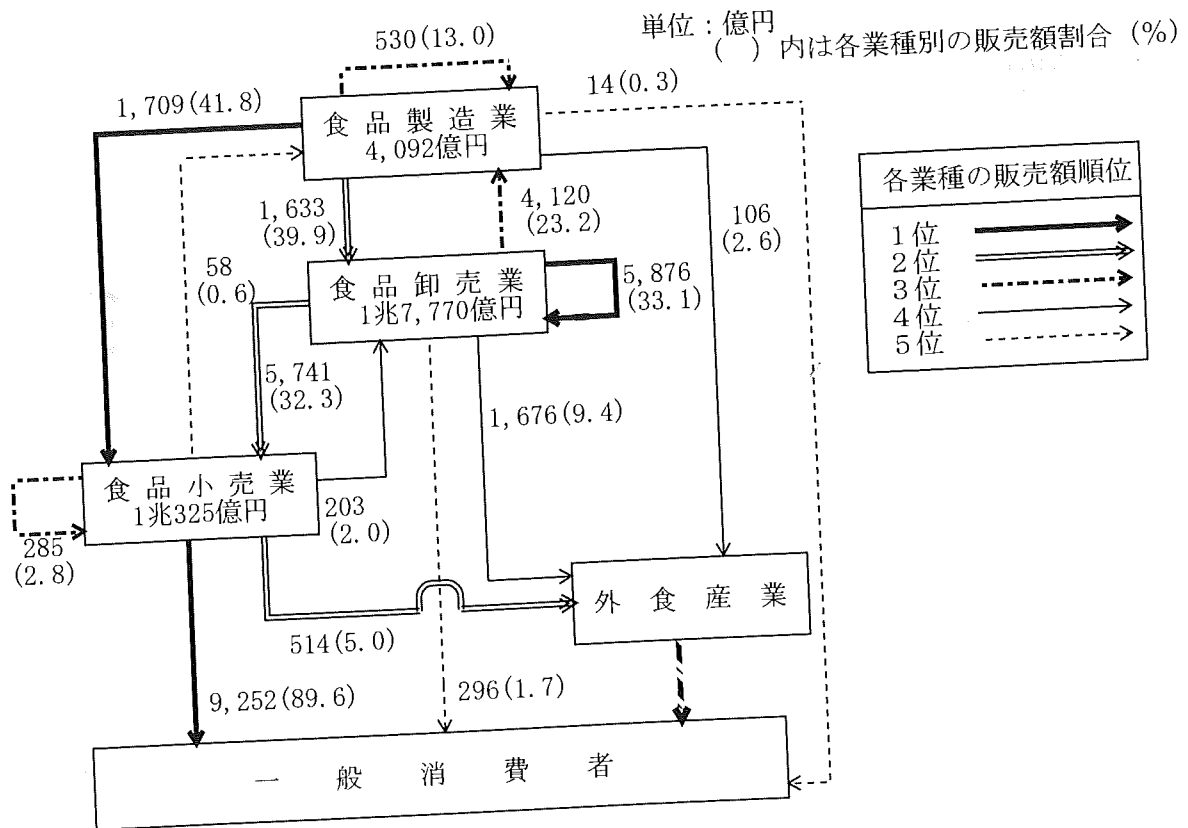 単位：億円
（　）内は各業種別の販売額割合（%）
530(13.0)
14(0.3)
1,709(41.8)
食品製造業
4,092億円
各業種の販売額順位
1位
2位
3位
4位
5位
1,633
(39.9)
4,120
(23.2)
106
(2.6)
58
(0.6)
食品卸売業
1兆7,770億円
5,876
(33.1)
5,741
(32.3)
1,676(9.4)
食品小売業
1兆325億円
203
(2.0)
285
(2.8)
外食産業
514(5.0)
9,252(89.6)
296(1.7)
一般消費者